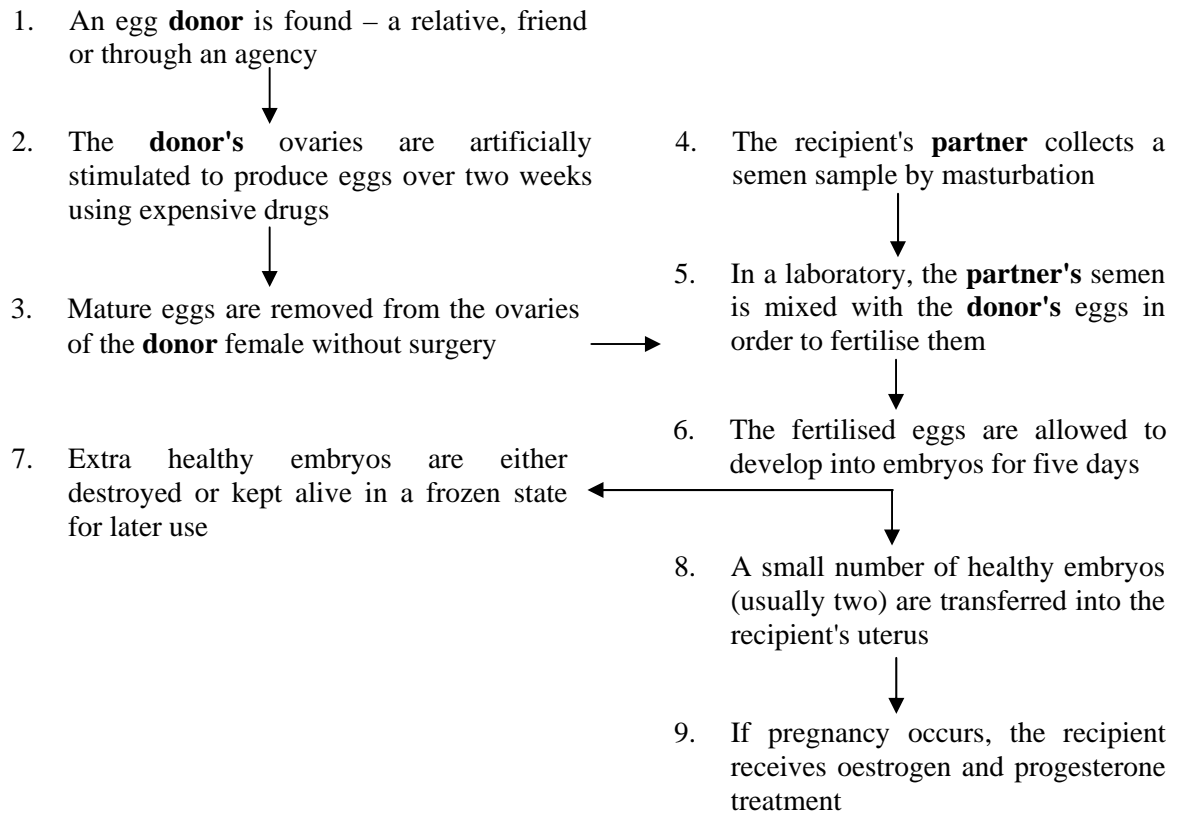 1. An egg donor is found – a relative, friend
or through an agency
2. The donor's ovaries are artificially
stimulated to produce eggs over two weeks
using expensive drugs
3. Mature eggs are removed from the ovaries
of the donor female without surgery
4. The recipient's partner collects a
semen sample by masturbation
5. In a laboratory, the partner's semen
is mixed with the donor's eggs in
order to fertilise them
6. The fertilised eggs are allowed to
develop into embryos for five days
7. Extra healthy embryos are either
destroyed or kept alive in a frozen state
for later use
8. A small number of healthy embryos
(usually two) are transferred into the
recipient's uterus
9. If pregnancy occurs, the recipient
receives oestrogen and progesterone
treatment